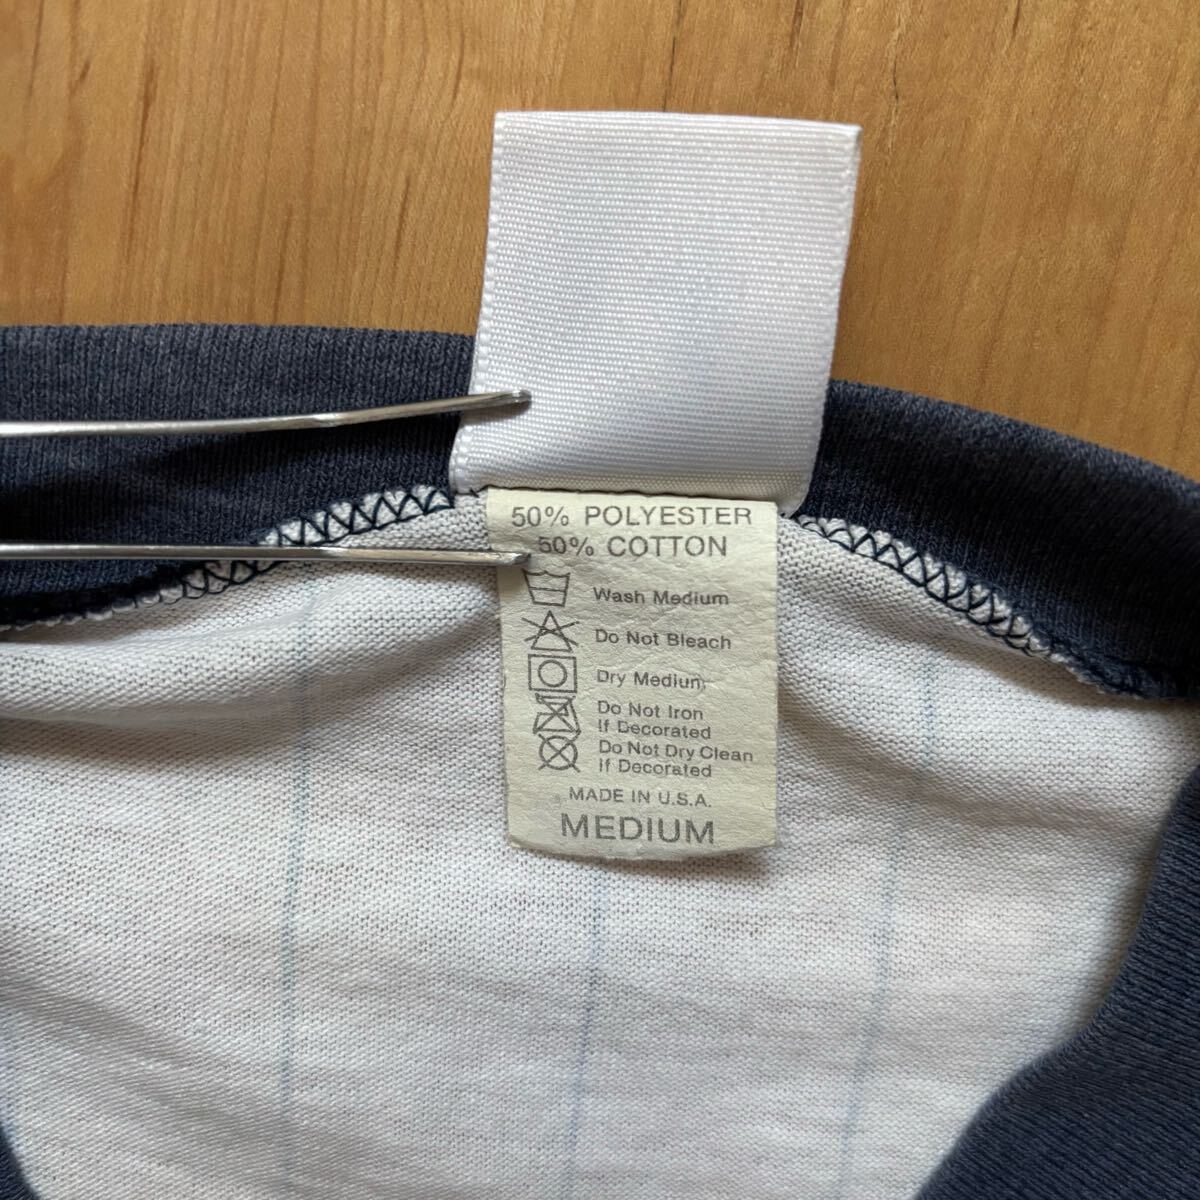 50% POLYESTER
50% COTTON
Wash Medium
Do Not Bleach
Dry Medium
Do Not Iron
If Decorated
Do Not Dry Clean
If Decorated
MADE IN U.S.A.
MEDIUM